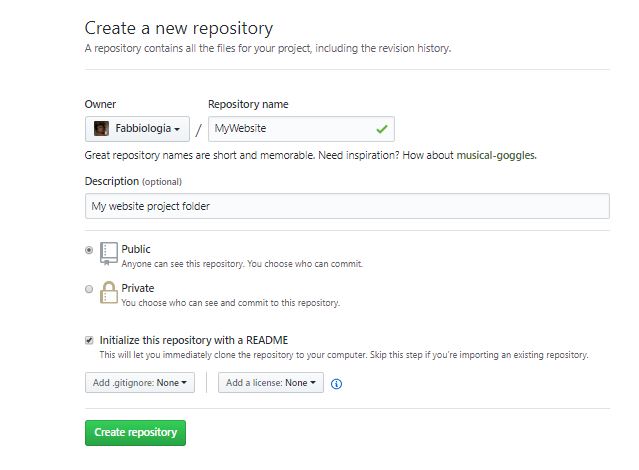 Create a new repository
A repository contains all the files for your project, including the revision history.
Owner Repository name
Fabbiologia / MyWebsite
Great repository names are short and memorable. Need inspiration? How about musical-goggles.
Description (optional)
My website project folder
Public
Anyone can see this repository. You choose who can commit.
Private
You choose who can see and commit to this repository.
Initialize this repository with a README
This will let you immediately clone the repository to your computer. Skip this step if you're importing an existing repository.
Add .gitignore: None Add a license: None
Create repository